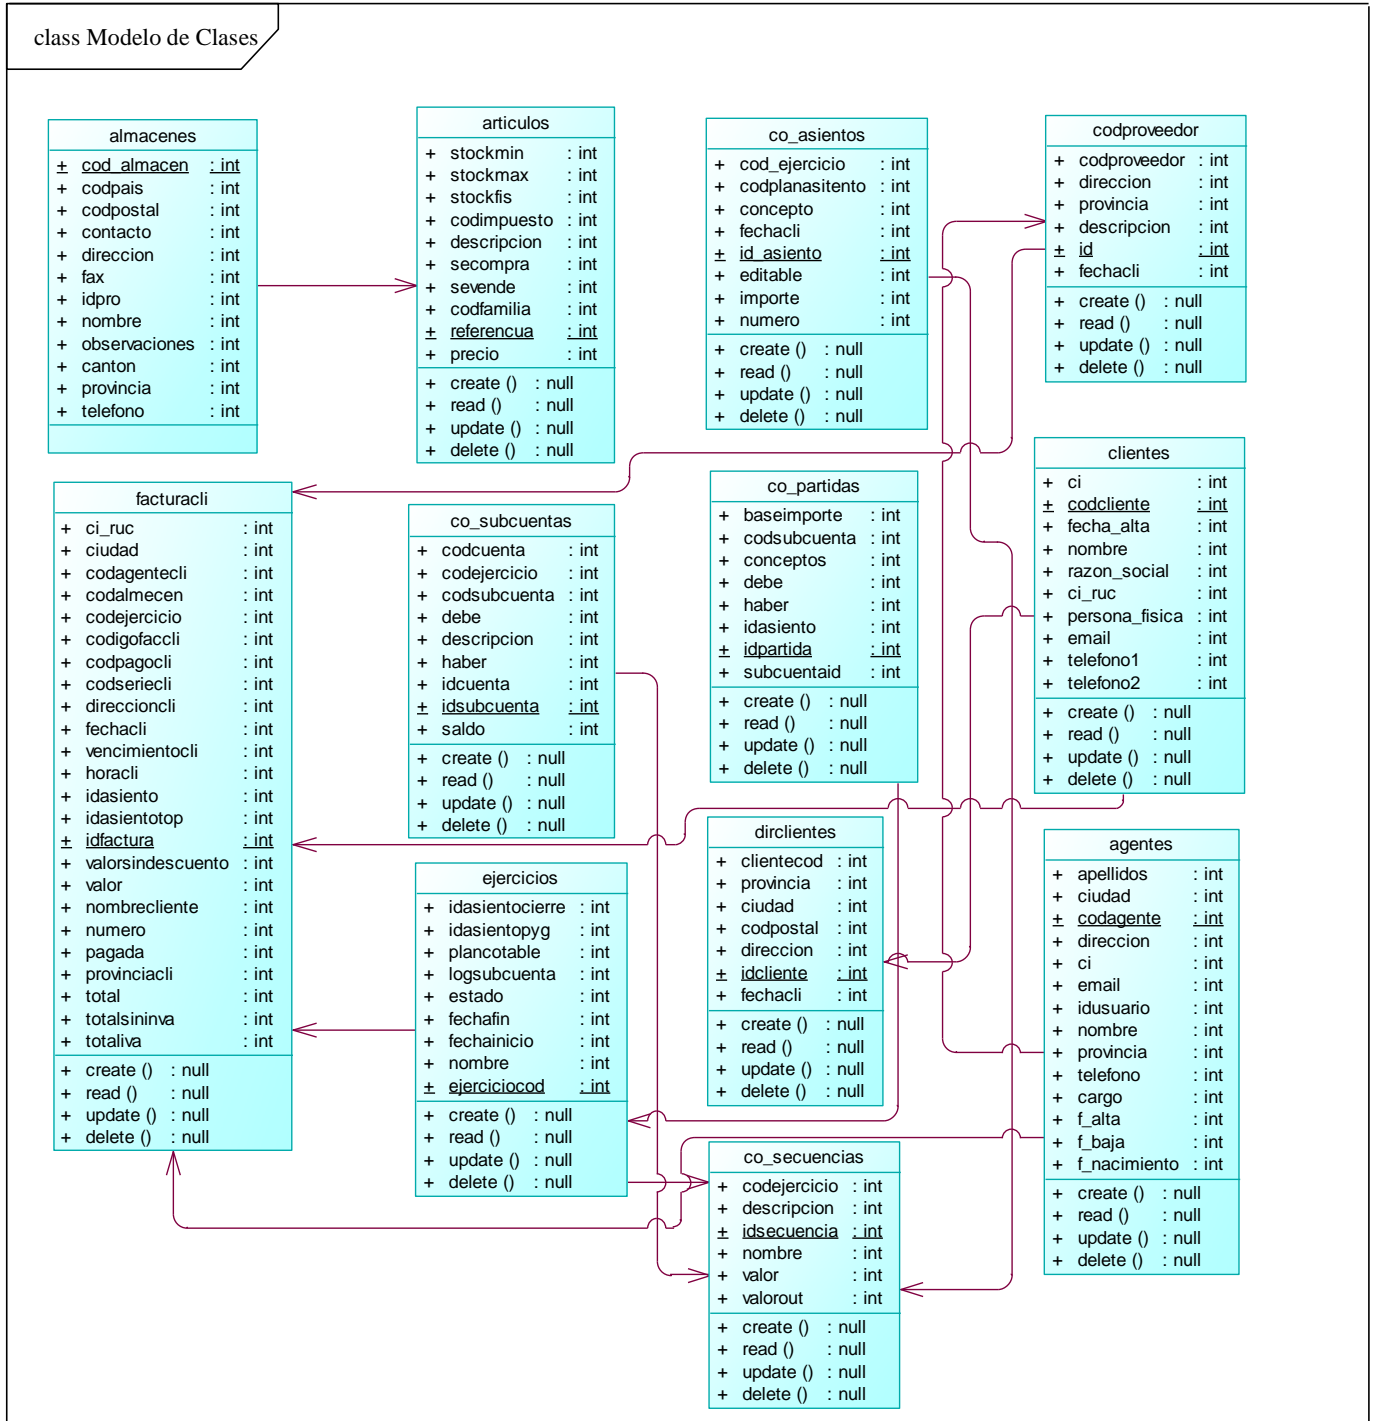 class Modelo de Clases
almacenes
+ cod_almacen : int
+ codpais : int
+ codpostal : int
+ contacto : int
+ direccion : int
+ fax : int
+ idpro : int
+ nombre : int
+ observaciones : int
+ canton : int
+ provincia : int
+ telefono : int
articulos
+ stockmin : int
+ stockmax : int
+ stockfis : int
+ codimpuesto : int
+ descripcion : int
+ secompra : int
+ sevende : int
+ codfamilia : int
+ referencua : int
+ precio : int
+ create () : null
+ read () : null
+ update () : null
+ delete () : null
co_asientos
+ cod_ejercicio : int
+ codplanasitento : int
+ concepto : int
+ fechacli : int
+ id_asiento : int
+ editable : int
+ importe : int
+ numero : int
+ create () : null
+ read () : null
+ update () : null
+ delete () : null
codproveedor
+ codproveedor : int
+ direccion : int
+ provincia : int
+ descripcion : int
+ id : int
+ fechacli : int
+ create () : null
+ read () : null
+ update () : null
+ delete () : null
facturacli
+ ci_ruc : int
+ ciudad : int
+ codagentecli : int
+ codalmecen : int
+ codejercicio : int
+ codigofaccli : int
+ codpagocli : int
+ codseriecli : int
+ direccioncli : int
+ fechacli : int
+ vencimientocli : int
+ horacli : int
+ idasiento : int
+ idasientotop : int
+ idfactura : int
+ valorsindescuento : int
+ valor : int
+ nombrecliente : int
+ numero : int
+ pagada : int
+ provinciacli : int
+ total : int
+ totalsininva : int
+ totaliva : int
+ create () : null
+ read () : null
+ update () : null
+ delete () : null
co_subcuentas
+ codcuenta : int
+ codejercicio : int
+ codsubcuenta : int
+ debe : int
+ descripcion : int
+ haber : int
+ idcuenta : int
+ idsubcuenta : int
+ saldo : int
+ create () : null
+ read () : null
+ update () : null
+ delete () : null
co_partidas
+ baseimporte : int
+ codsubcuenta : int
+ conceptos : int
+ debe : int
+ haber : int
+ idasiento : int
+ idpartida : int
+ subcuentaid : int
+ create () : null
+ read () : null
+ update () : null
+ delete () : null
clientes
+ ci : int
+ codcliente : int
+ fecha_alta : int
+ nombre : int
+ razon_social : int
+ ci_ruc : int
+ persona_fisica : int
+ email : int
+ telefono1 : int
+ telefono2 : int
+ create () : null
+ read () : null
+ update () : null
+ delete () : null
ejercicios
+ idasientocierre : int
+ idasientopyg : int
+ plancotable : int
+ logsubcuenta : int
+ estado : int
+ fechafin : int
+ fechainicio : int
+ nombre : int
+ ejerciciocod : int
+ create () : null
+ read () : null
+ update () : null
+ delete () : null
dirclientes
+ clientecod : int
+ provincia : int
+ ciudad : int
+ codpostal : int
+ direccion : int
+ idcliente : int
+ fechacli : int
+ create () : null
+ read () : null
+ update () : null
+ delete () : null
agentes
+ apellidos : int
+ ciudad : int
+ codagente : int
+ direccion : int
+ ci : int
+ email : int
+ idusuario : int
+ nombre : int
+ provincia : int
+ telefono : int
+ cargo : int
+ f_alta : int
+ f_baja : int
+ f_nacimiento : int
+ create () : null
+ read () : null
+ update () : null
+ delete () : null
co_secuencias
+ codejercicio : int
+ descripcion : int
+ idsecuencia : int
+ nombre : int
+ valor : int
+ valorout : int
+ create () : null
+ read () : null
+ update () : null
+ delete () : null